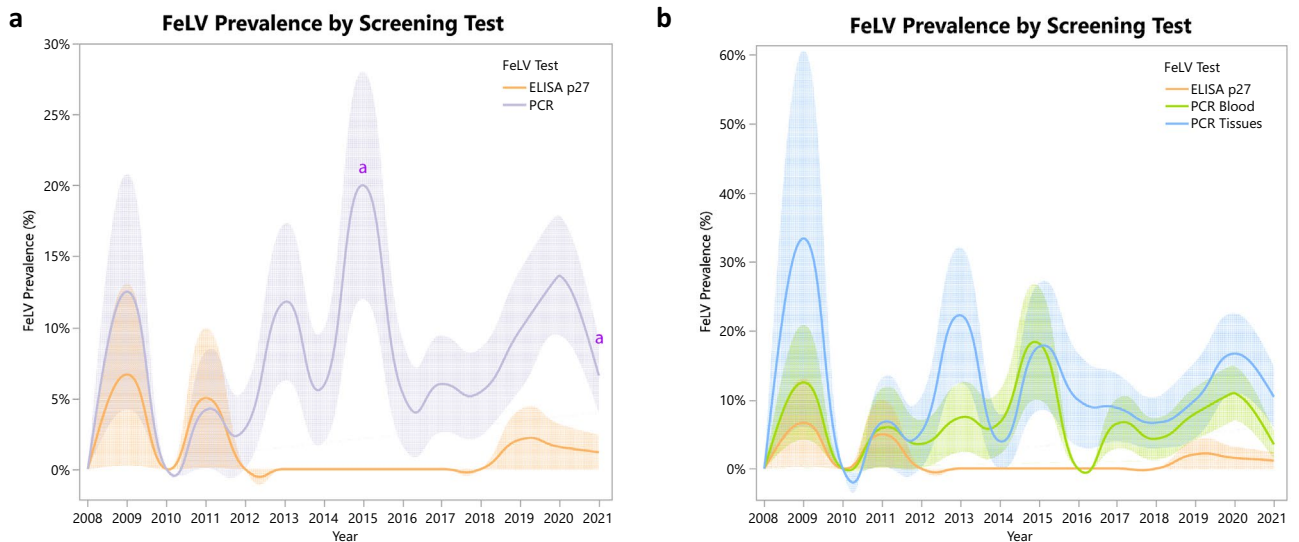 a
FeLV Prevalence by Screening Test
30%
25%
20%
15%
10%
5%
0%
FeLV Prevalence (%)
FeLV Test
ELISA p27
PCR
a
a
2008 2009 2010 2011 2012 2013 2014 2015 2016 2017 2018 2019 2020 2021
Year
b
FeLV Prevalence by Screening Test
60%
50%
40%
30%
20%
10%
0%
FeLV Prevalence (%)
FeLV Test
ELISA p27
PCR Blood
PCR Tissues
2008 2009 2010 2011 2012 2013 2014 2015 2016 2017 2018 2019 2020 2021
Year